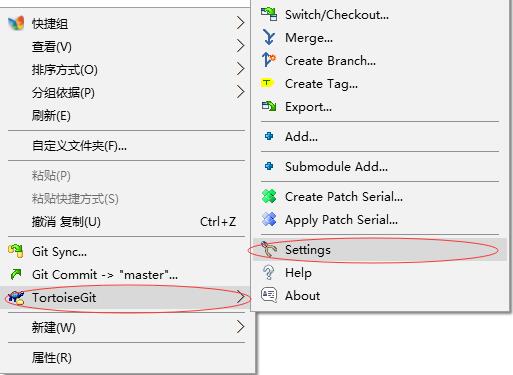 快捷组
查看(V)
排序方式(O)
分组依据(P)
刷新(E)
自定义文件夹(F)...
粘贴(P)
粘贴快捷方式(S)
撤消 复制(U) Ctrl+Z
Git Sync...
Git Commit -> "master"...
TortoiseGit
新建(W)
属性(R)
Switch/Checkout...
Merge...
Create Branch...
Create Tag...
Export...
Add...
Submodule Add...
Create Patch Serial...
Apply Patch Serial...
Settings
Help
About